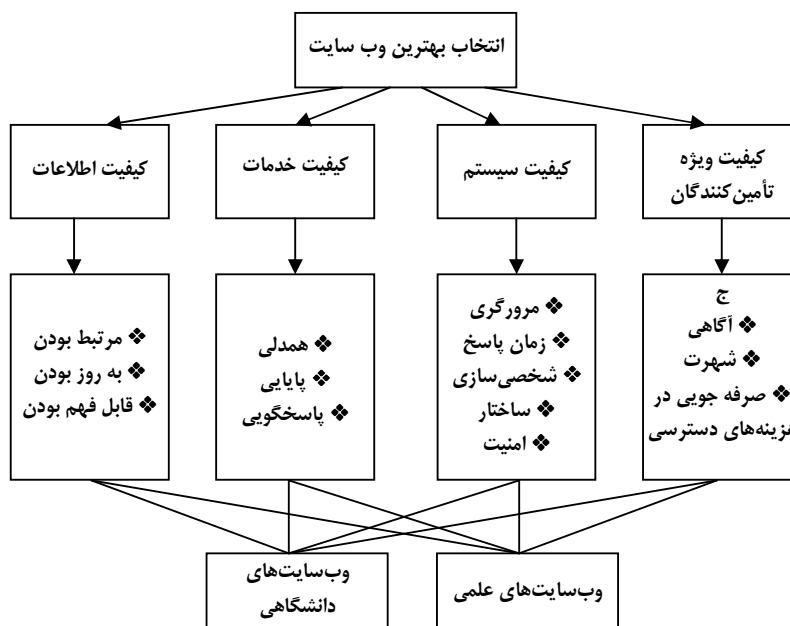 انتخاب بهترین وب سایت
کیفیت ویژه
تأمین‌کنندگان
کیفیت سیستم
کیفیت خدمات
کیفیت اطلاعات
ج
❖ آگاهی
❖ شهرت
❖ صرفه جویی در
هزینه‌های دسترسی
❖ مرورگری
❖ زمان پاسخ
❖ شخصی‌سازی
❖ ساختار
❖ امنیت
❖ همدلی
❖ پایایی
❖ پاسخگویی
❖ مرتبط بودن
❖ به روز بودن
❖ قابل فهم بودن
وب‌سایت‌های علمی
وب‌سایت‌های
دانشگاهی